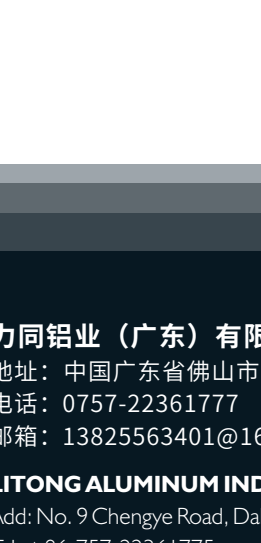 力同铝业（广东）有限
地址：中国广东省佛山市
电话：0757-22361777
邮箱：13825563401@16
LITONG ALUMINUM IND
Add: No. 9 Chengye Road, Da